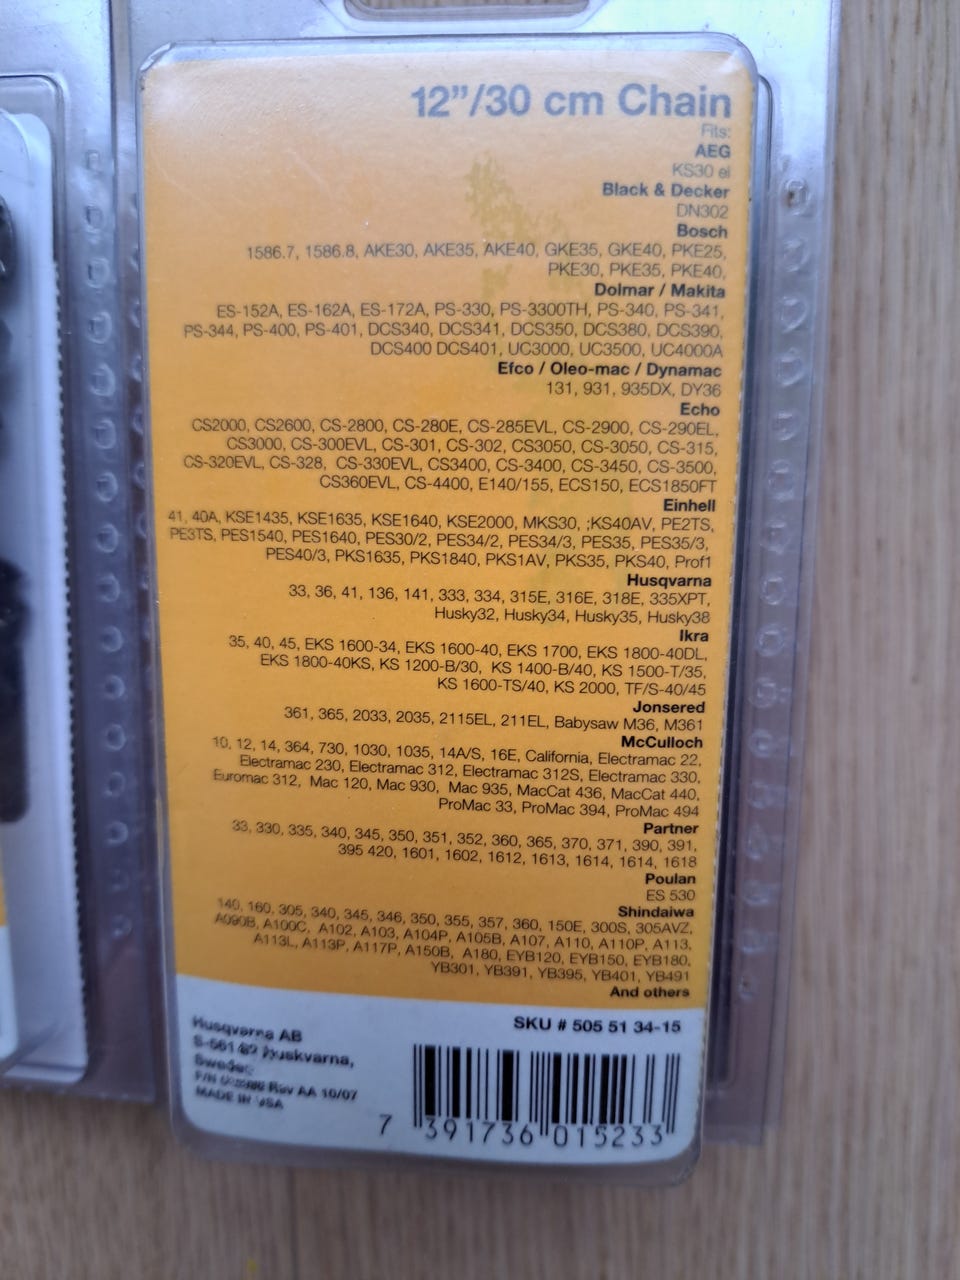 12”/30 cm Chain
Fits:
AEG
KS30 el
Black & Decker
DN302
Bosch
1586.7, 1586.8, AKE30, AKE35, AKE40, GKE35, GKE40, PKE25,
PKE30, PKE35, PKE40,
Dolmar / Makita
ES-152A, ES-162A, ES-172A, PS-330, PS-3300TH, PS-340, PS-341,
PS-344, PS-400, PS-401, DCS340, DCS341, DCS350, DCS380, DCS390,
DCS400 DCS401, UC3000, UC3500, UC4000A
Efco / Oleo-mac / Dynamac
131, 931, 935DX, DY36
Echo
CS2000, CS2600, CS-2800, CS-280E, CS-285EVL, CS-2900, CS-290EL,
CS3000, CS-300EVL, CS-301, CS-302, CS3050, CS-3050, CS-315,
CS-320EVL, CS-328, CS-330EVL, CS3400, CS-3400, CS-3450, CS-3500,
CS360EVL, CS-4400, E140/155, ECS150, ECS1850FT
Einhell
41, 40A, KSE1435, KSE1635, KSE1640, KSE2000, MKS30, ;KS40AV, PE2TS,
PE3TS, PES1540, PES1640, PES30/2, PES34/2, PES34/3, PES35, PES35/3,
PES40/3, PKS1635, PKS1840, PKS1AV, PKS35, PKS40, Prof1
Husqvarna
33, 36, 41, 136, 141, 333, 334, 315E, 316E, 318E, 335XPT,
Husky32, Husky34, Husky35, Husky38
Ikra
35, 40, 45, EKS 1600-34, EKS 1600-40, EKS 1700, EKS 1800-40DL,
EKS 1800-40KS, KS 1200-B/30, KS 1400-B/40, KS 1500-T/35,
KS 1600-TS/40, KS 2000, TF/S-40/45
Jonsered
361, 365, 2033, 2035, 2115EL, 211EL, Babysaw M36, M361
McCulloch
10, 12, 14, 364, 730, 1030, 1035, 14A/S, 16E, California, Electramac 22,
Electramac 230, Electramac 312, Electramac 312S, Electramac 330,
Euromac 312, Mac 120, Mac 930, Mac 935, MacCat 436, MacCat 440,
ProMac 33, ProMac 394, ProMac 494
Partner
33, 330, 335, 340, 345, 350, 351, 352, 360, 365, 370, 371, 390, 391,
395 420, 1601, 1602, 1612, 1613, 1614, 1614, 1618
Poulan
ES 530
Shindaiwa
140, 160, 305, 340, 345, 346, 350, 355, 357, 360, 150E, 300S, 305AVZ,
A090B, A100C, A102, A103, A104P, A105B, A107, A110, A110P, A113,
A113L, A113P, A117P, A150B, A180, EYB120, EYB150, EYB180,
YB301, YB391, YB395, YB401, YB491
And others
SKU # 505 51 34-15
Husqvarna AB
Huskvarna,
Sweden
P/N Rev AA 10/07
MADE IN USA
7 391736 015233